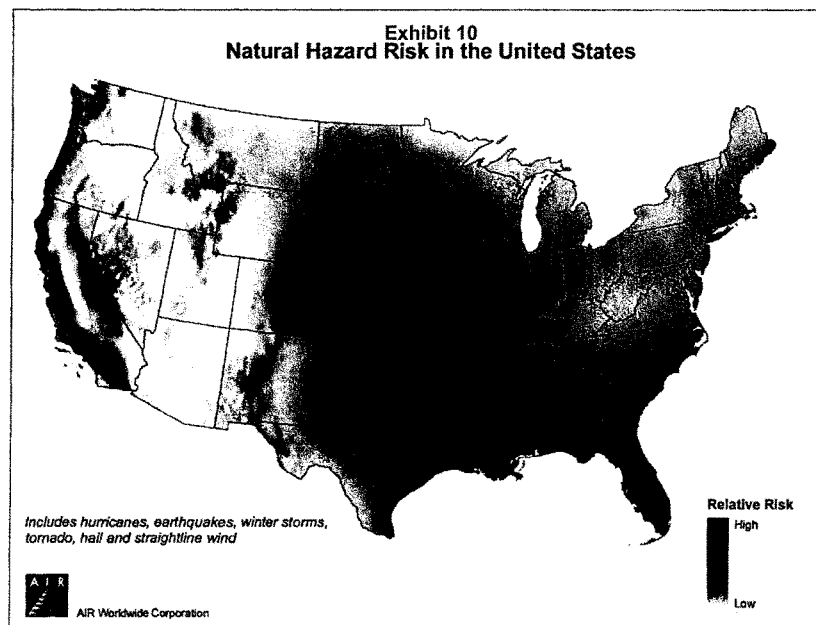 Exhibit 10
Natural Hazard Risk in the United States
Includes hurricanes, earthquakes, winter storms,
tornado, hail and straightline wind
Relative Risk
High
Low
A I R
AIR Worldwide Corporation